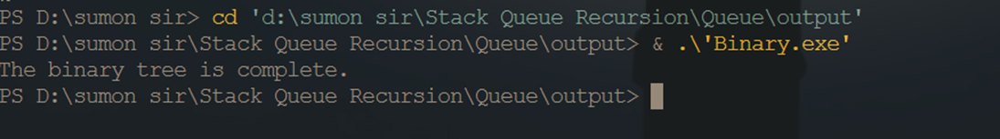 PS D:\sumon sir> cd 'd:\sumon sir\Stack Queue Recursion\Queue\output'
PS D:\sumon sir\Stack Queue Recursion\Queue\output> & .\'Binary.exe'
The binary tree is complete.
PS D:\sumon sir\Stack Queue Recursion\Queue\output>